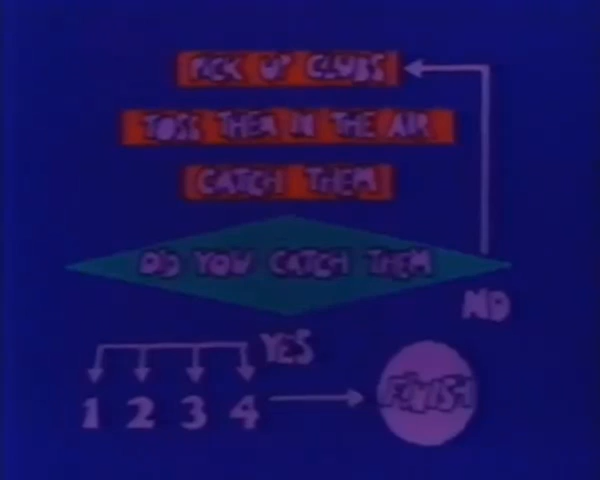 PICK UP CLUBS
TOSS THEM IN THE AIR
CATCH THEM
DID YOU CATCH THEM
NO
YES
1 2 3 4
FINISH